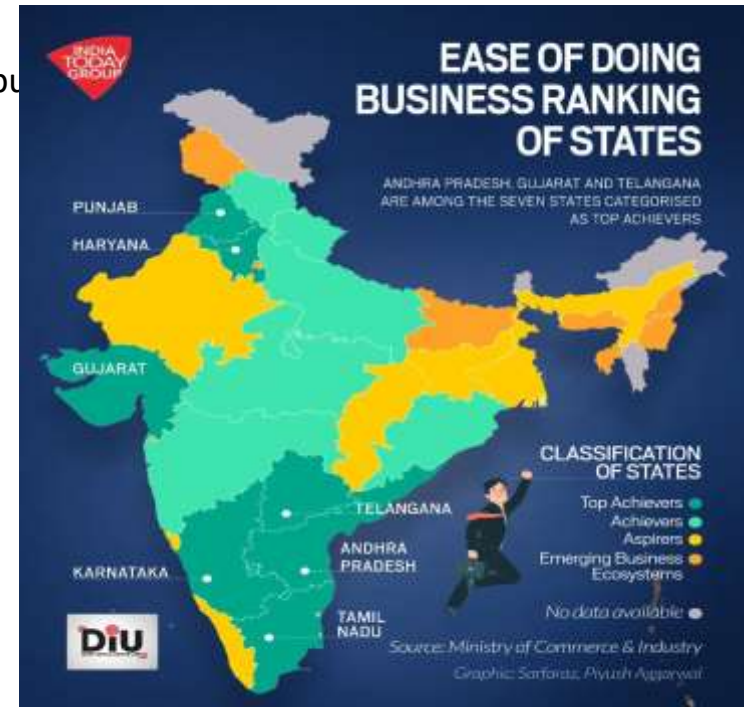 INDIA
TODAY
GROUP
EASE OF DOING
BUSINESS RANKING
OF STATES
ANDHRA PRADESH, GUJARAT AND TELANGANA
ARE AMONG THE SEVEN STATES CATEGORISED
AS TOP ACHIEVERS
PUNJAB
HARYANA
GUJARAT
TELANGANA
ANDHRA
PRADESH
KARNATAKA
TAMIL
NADU
CLASSIFICATION
OF STATES
Top Achievers
Achievers
Aspirers
Emerging Business
Ecosystems
No data available
DiU
Source: Ministry of Commerce & Industry
Graphic: Sarfaraz, Piyush Aggarwal